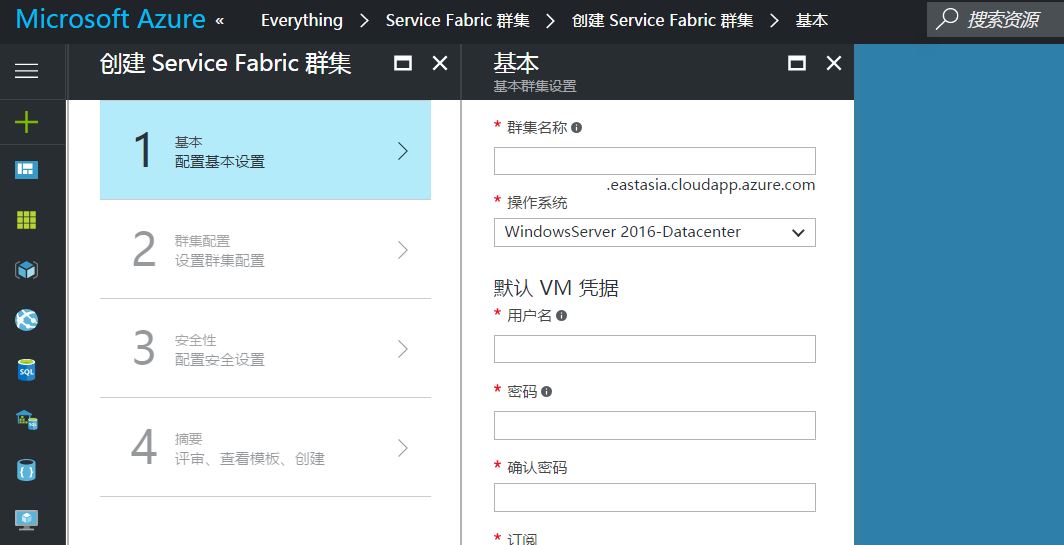 Microsoft Azure «
Everything > Service Fabric 群集 > 创建 Service Fabric 群集 > 基本
搜索资源
创建 Service Fabric 群集
1
基本
配置基本设置
2
群集配置
设置群集配置
3
安全性
配置安全设置
4
摘要
评审、查看模板、创建
基本
基本群集设置
* 群集名称
.eastasia.cloudapp.azure.com
* 操作系统
WindowsServer 2016-Datacenter
默认 VM 凭据
* 用户名
* 密码
* 确认密码
* 订阅
SQL